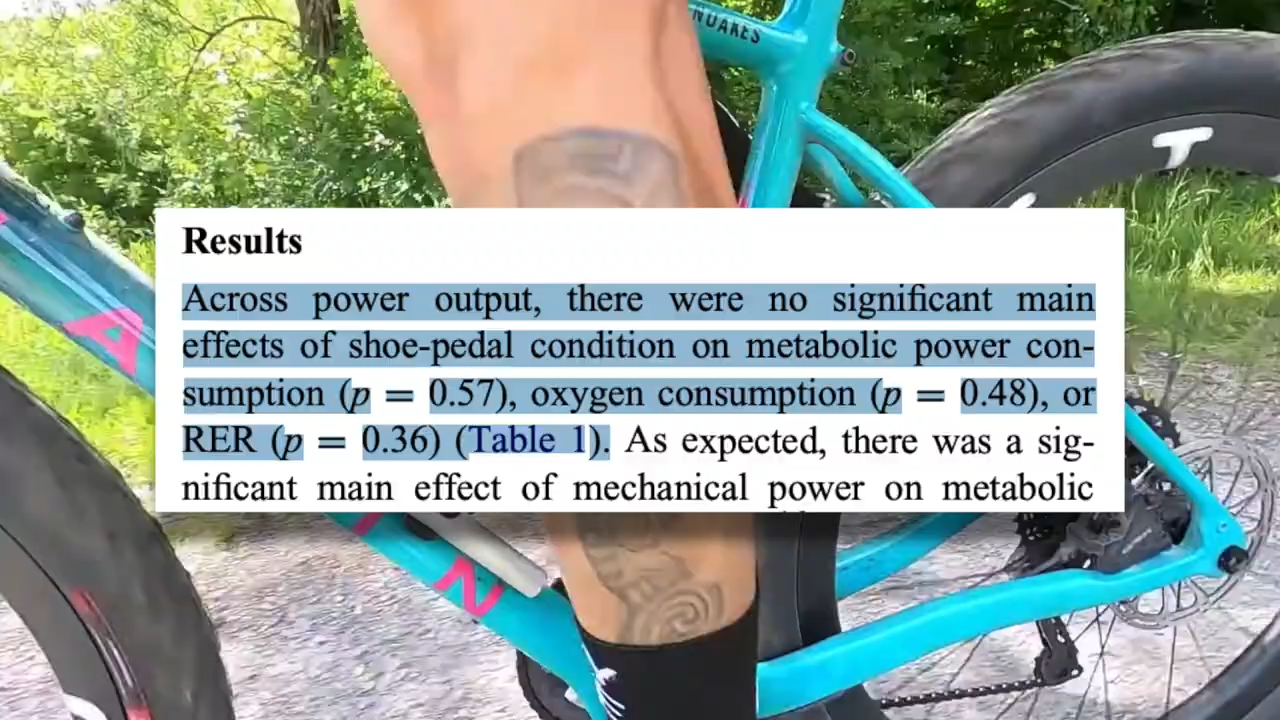 NOAKES
T
Results
Across power output, there were no significant main
effects of shoe-pedal condition on metabolic power con-
sumption (p = 0.57), oxygen consumption (p = 0.48), or
RER (p = 0.36) (Table 1). As expected, there was a sig-
nificant main effect of mechanical power on metabolic
A
N